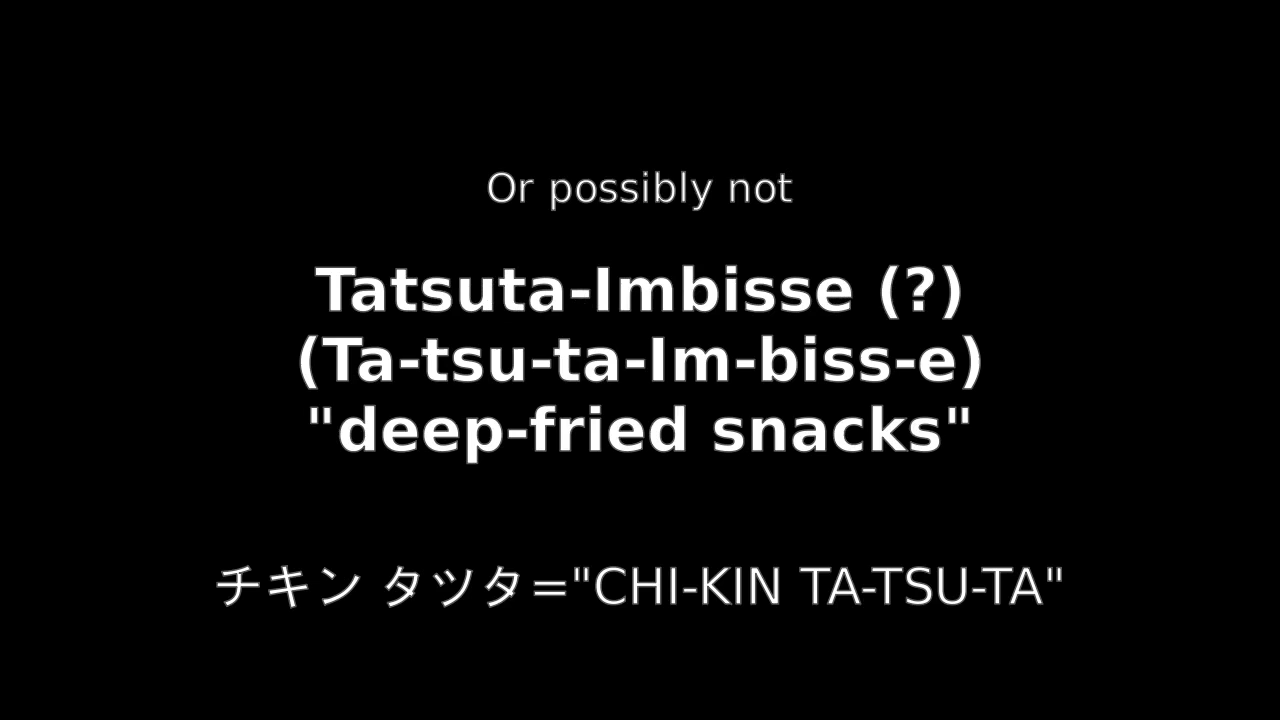 Or possibly not
Tatsuta-Imbisse (?)
(Ta-tsu-ta-Im-biss-e)
"deep-fried snacks"
チキン タツタ="CHI-KIN TA-TSU-TA"